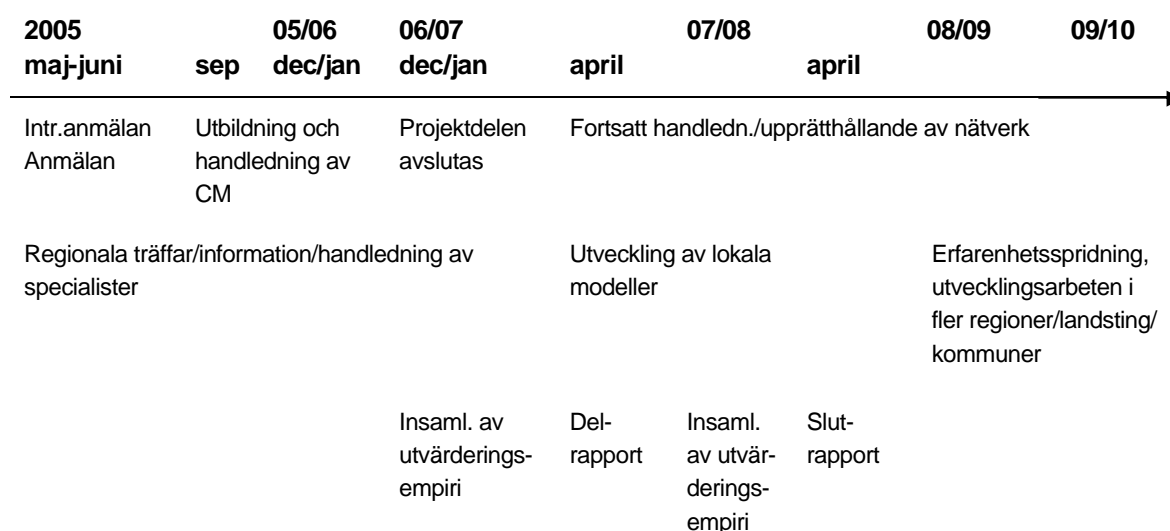 2005 05/06 06/07 07/08 08/09 09/10
maj-juni sep dec/jan dec/jan april april
Intr.anmälan Utbildning och Projektdelen Fortsatt handledn./upprätthållande av nätverk
Anmälan handledning av avslutas
CM
Regionala träffar/information/handledning av Utveckling av lokala Erfarenhetsspridning,
specialister modeller utvecklingsarbeten i
fler regioner/landsting/
kommuner
Insaml. av Del- Insaml. Slut-
utvärderings- rapport av utvär- rapport
empiri derings-
empiri